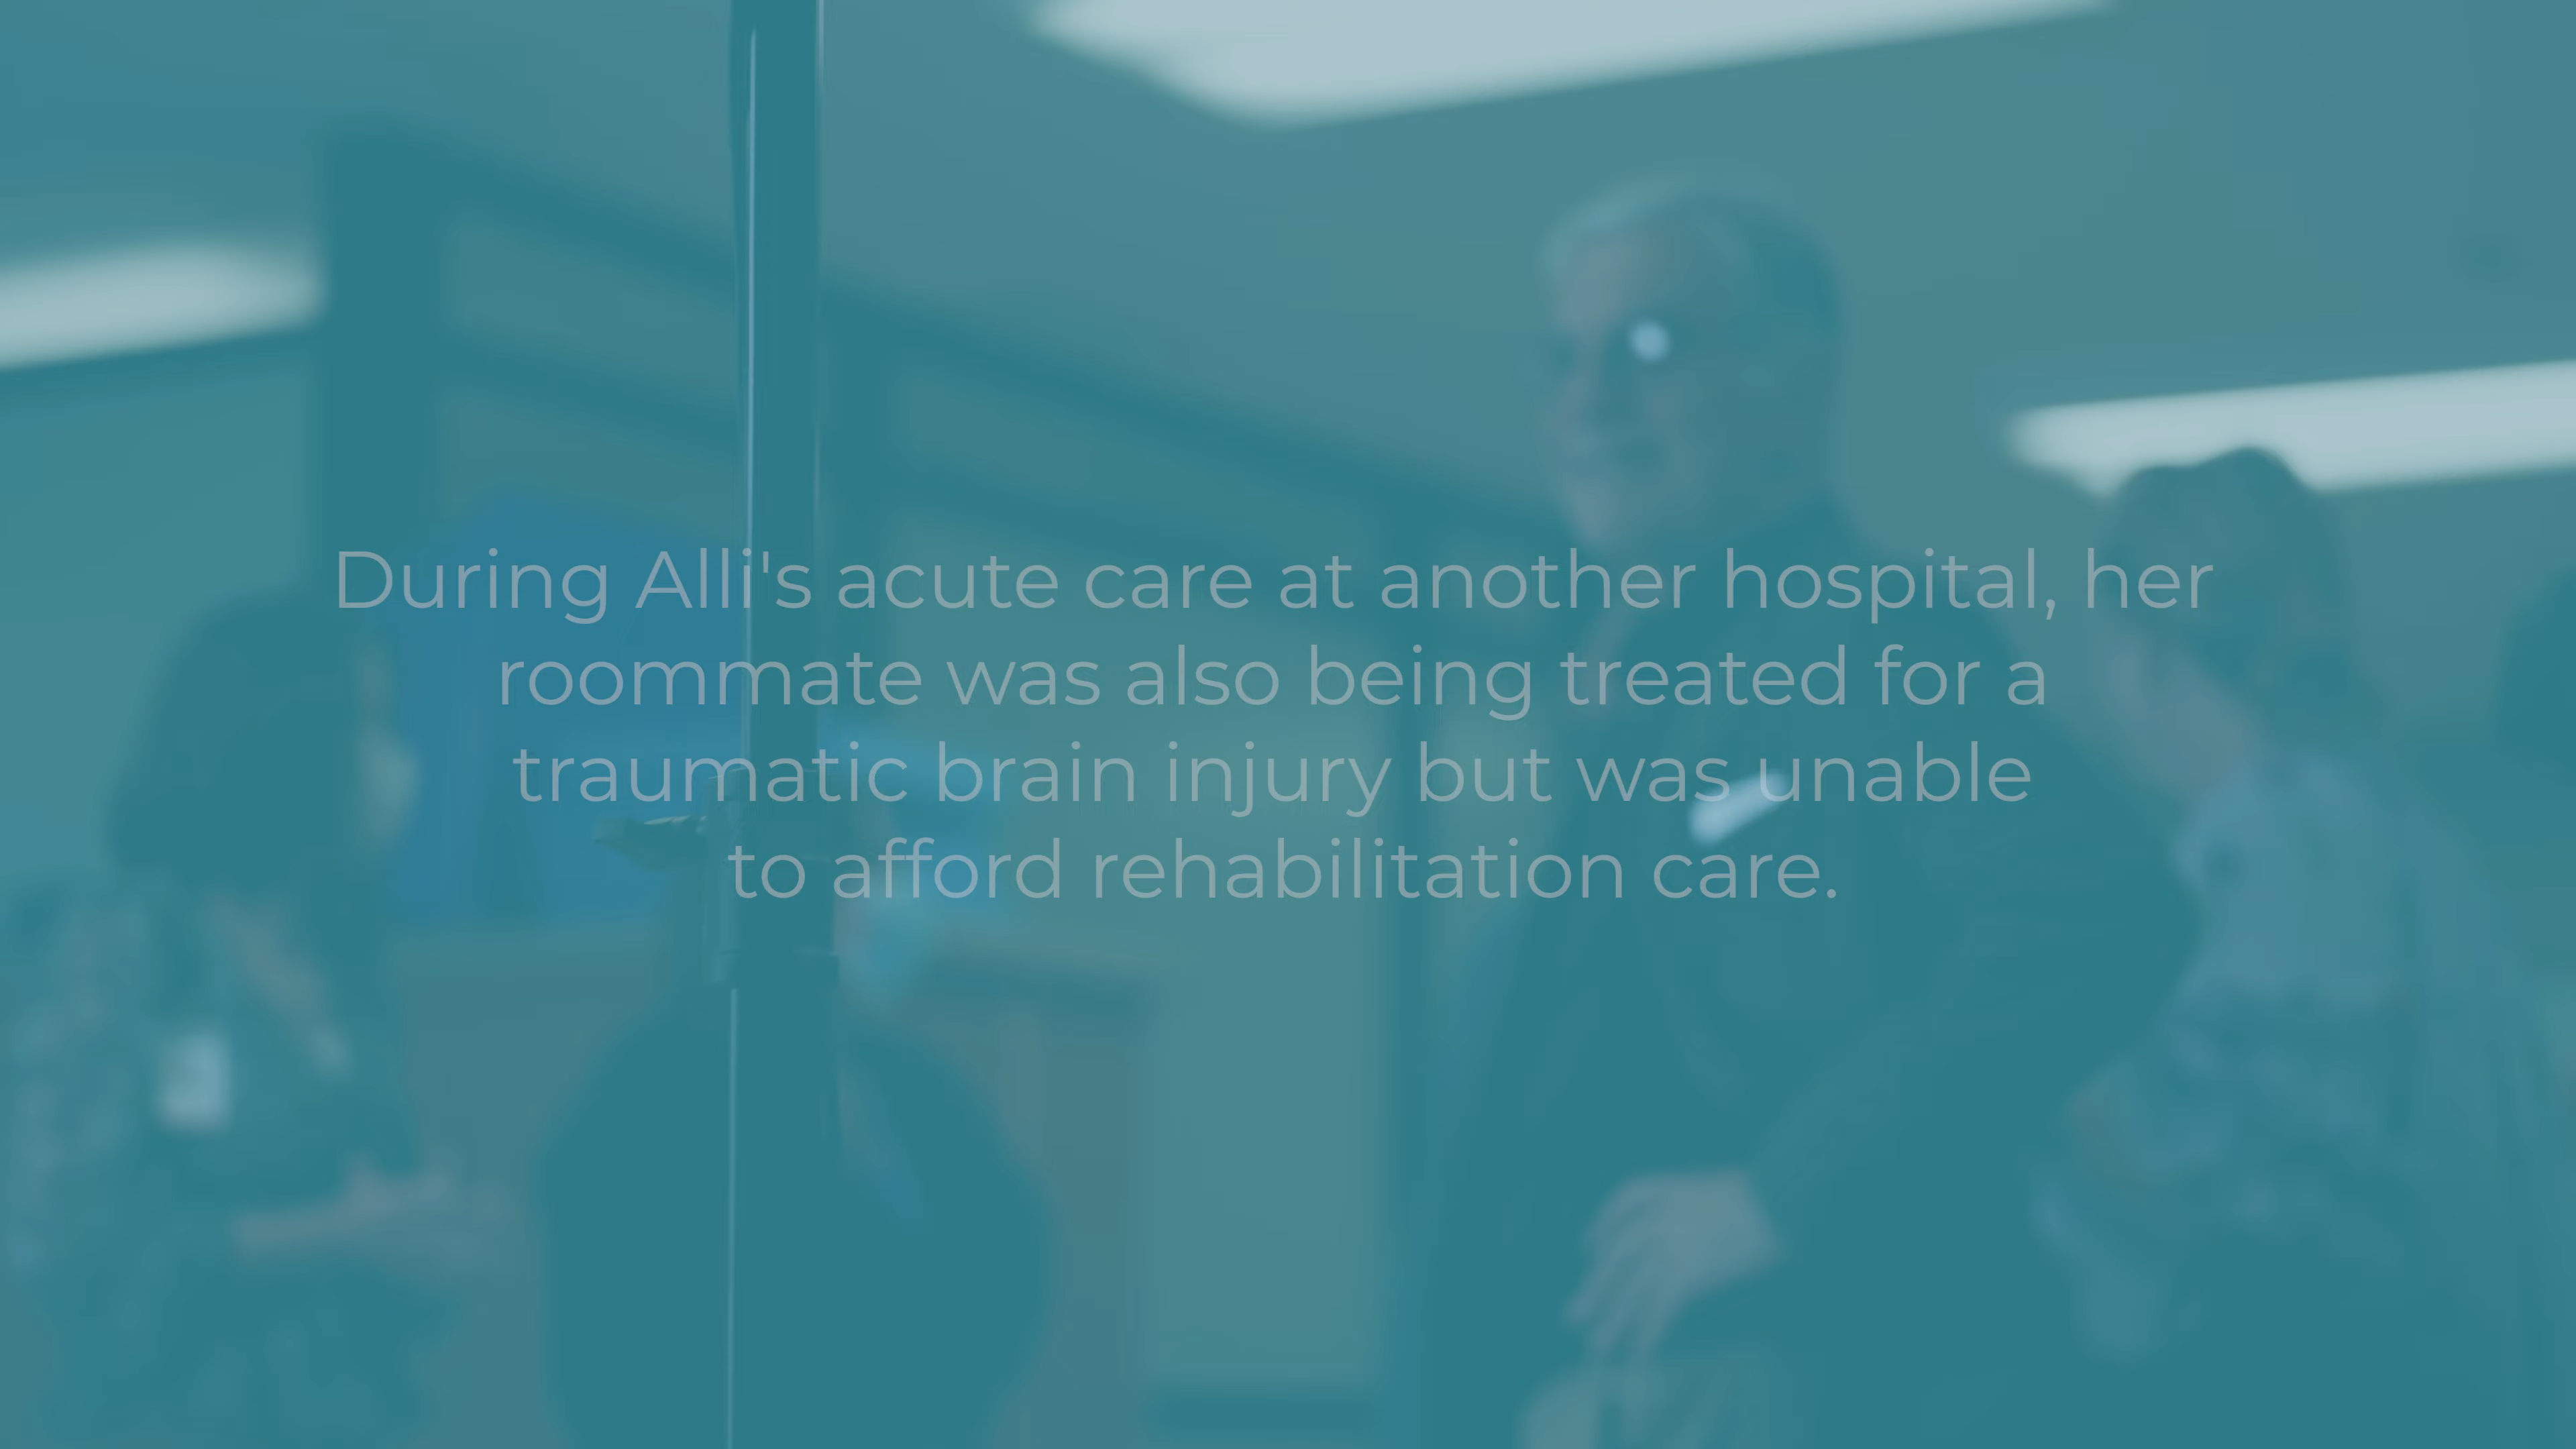 During Alli's acute care at another hospital, her
roommate was also being treated for a
traumatic brain injury but was unable
to afford rehabilitation care.